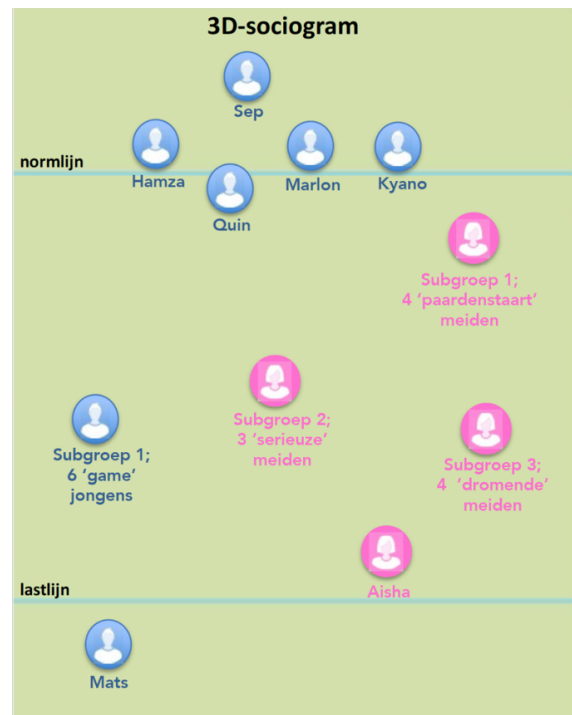 3D-sociogram
Sep
normlijn
Hamza
Marlon
Kyano
Quin
Subgroep 1;
4 ‘paardenstaart’
meiden
Subgroep 2;
3 ‘serieuze’
meiden
Subgroep 1;
6 ‘game’
jongens
Subgroep 3;
4 ‘dromende’
meiden
Aisha
lastlijn
Mats